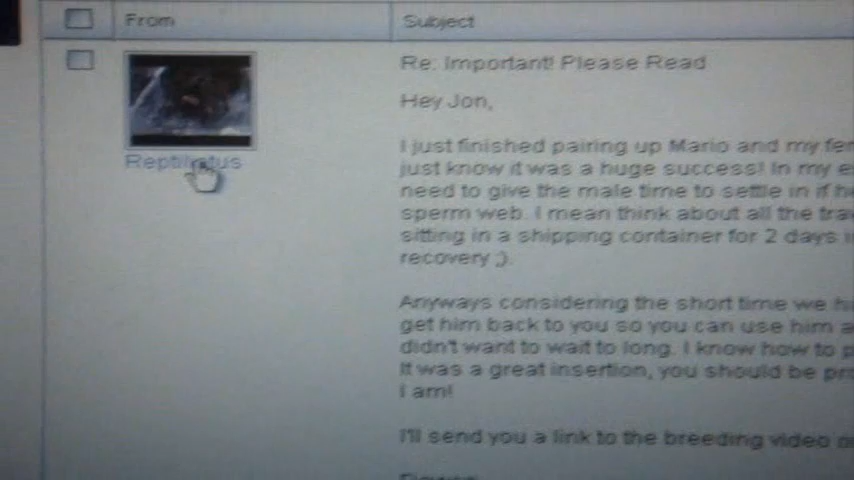 From
Subject
Re: Important! Please Read
Hey Jon,
Reptilatus
I just finished pairing up Mario and my
just know it was a huge success! In my
need to give the male time to settle in if
sperm web. I mean think about all the
sitting in a shipping container for 2 days
recovery ;).
Anyways considering the short time we
get him back to you so you can use him
didn't want to wait to long. I know how to
It was a great insertion, you should be
I am!
I'll send you a link to the breeding video